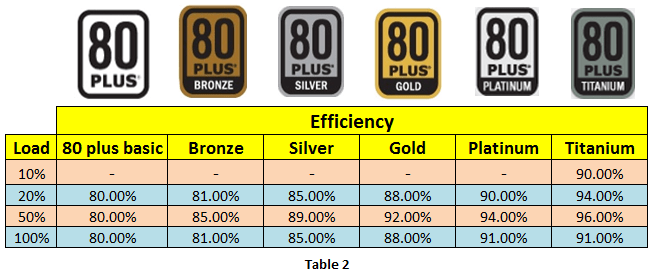 80 PLUS® 80 PLUS® BRONZE 80 PLUS® SILVER 80 PLUS® GOLD 80 PLUS® PLATINUM 80 PLUS® TITANIUM
Efficiency
Load 80 plus basic Bronze Silver Gold Platinum Titanium
10% - - - - - 90.00%
20% 80.00% 81.00% 85.00% 88.00% 90.00% 94.00%
50% 80.00% 85.00% 89.00% 92.00% 94.00% 96.00%
100% 80.00% 81.00% 85.00% 88.00% 91.00% 91.00%
Table 2